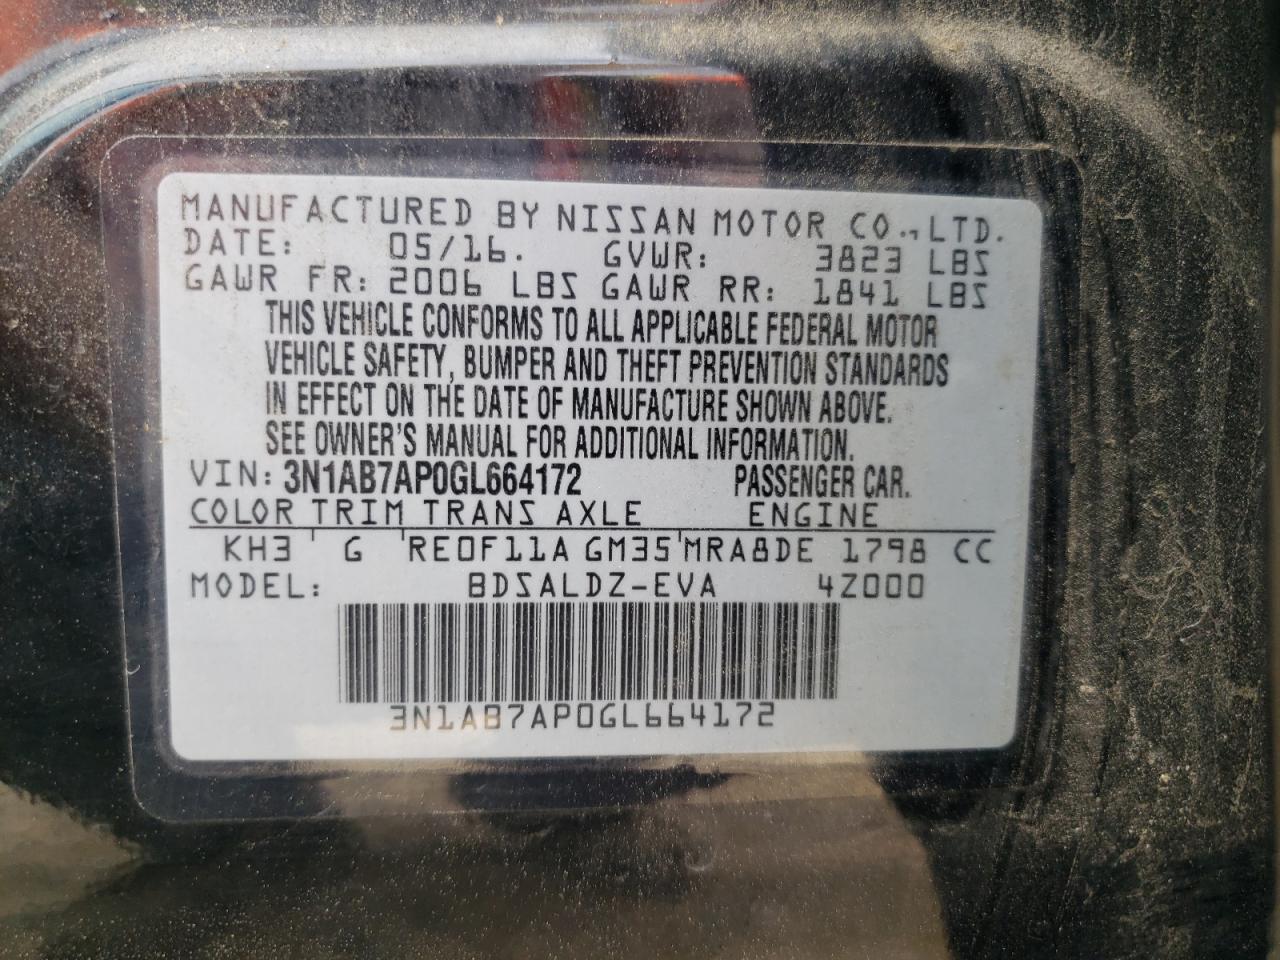 MANUFACTURED BY NISSAN MOTOR CO., LTD.
DATE: 05/16. GVWR: 3823 LBS
GAWR FR: 2006 LBS GAWR RR: 1841 LBS
THIS VEHICLE CONFORMS TO ALL APPLICABLE FEDERAL MOTOR
VEHICLE SAFETY, BUMPER AND THEFT PREVENTION STANDARDS
IN EFFECT ON THE DATE OF MANUFACTURE SHOWN ABOVE.
SEE OWNER'S MANUAL FOR ADDITIONAL INFORMATION.
VIN: 3N1AB7AP0GL664172 PASSENGER CAR.
COLOR TRIM TRANS AXLE ENGINE
KH3 G RE0F11A GM35 MRA8DE 1798 CC
MODEL: BDSALDZ-EVA 4Z000
3N1AB7AP0GL664172